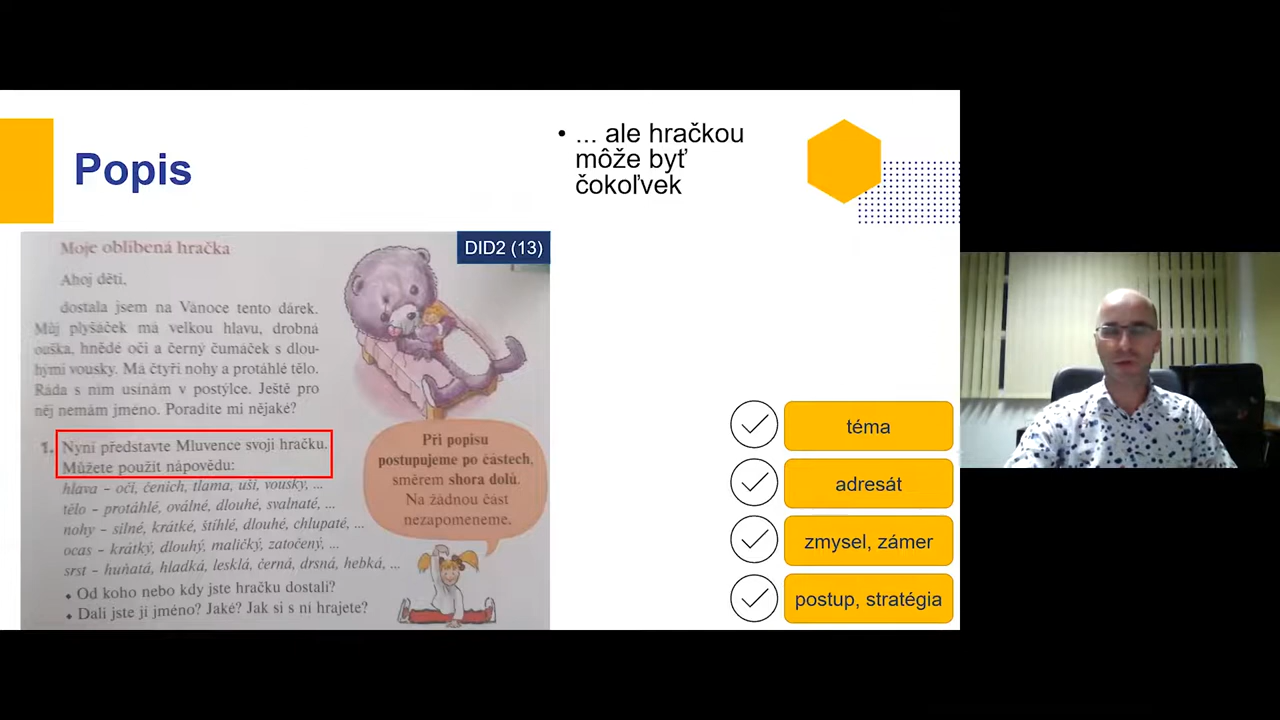 Popis
• ... ale hračkou
môže byť
čokoľvek
DID2 (13)
Moje oblíbená hračka
Ahoj děti,
dostala jsem na Vánoce tento dárek.
Můj plyšáček má velkou hlavu, drobná
ouška, hnědé oči a černý čumáček s dlou-
hými vousky. Má čtyři nohy a protáhlé tělo.
Ráda s ním usínám v postýlce. Ještě pro
něj nemám jméno. Poradíte mi nějaké?
1. Nyní představte Mluvence svoji hračku.
Můžete použít nápovědu:
hlava – oči, čenich, tlama, uši, vousky, ...
tělo – protáhlé, oválné, dlouhé, svalnaté, ...
nohy – silné, krátké, štíhlé, dlouhé, chlupaté, ...
ocas – krátký, dlouhý, maličký, zatočený, ...
srst – huňatá, hladká, lesklá, černá, drsná, hebká, ...
• Od koho nebo kdy jste hračku dostali?
• Dali jste jí jméno? Jaké? Jak si s ní hrajete?
Při popisu
postupujeme po částech,
směrem shora dolů.
Na žádnou část
nezapomeneme.
téma
adresát
zmysel, zámer
postup, stratégia